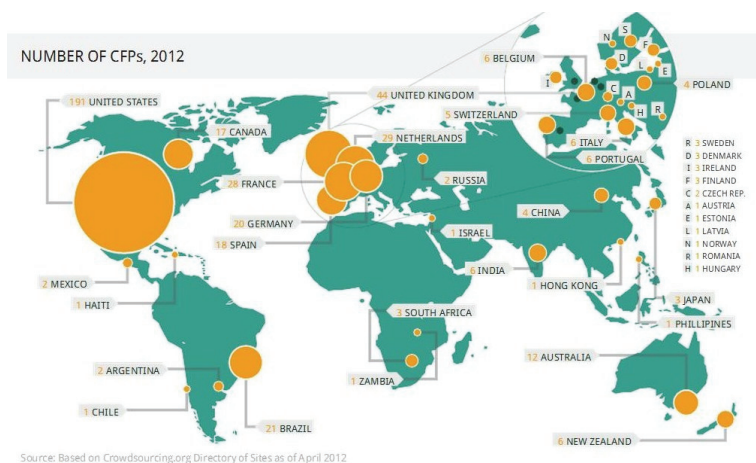 NUMBER OF CFPs, 2012
191 UNITED STATES
17 CANADA
44 UNITED KINGDOM
29 NETHERLANDS
28 FRANCE
20 GERMANY
18 SPAIN
6 BELGIUM
5 SWITZERLAND
6 ITALY
6 PORTUGAL
4 POLAND
2 RUSSIA
1 ISRAEL
4 CHINA
6 INDIA
1 HONG KONG
3 JAPAN
1 PHILLIPINES
2 MEXICO
1 HAITI
3 SOUTH AFRICA
1 ZAMBIA
2 ARGENTINA
1 CHILE
21 BRAZIL
12 AUSTRALIA
6 NEW ZEALAND
N
S
F
D
L
E
I
C
A
H
R
R 3 SWEDEN
D 3 DENMARK
I 3 IRELAND
F 3 FINLAND
C 2 CZECH REP.
A 1 AUSTRIA
E 1 ESTONIA
L 1 LATVIA
N 1 NORWAY
R 1 ROMANIA
H 1 HUNGARY
Source: Based on Crowdsourcing.org Directory of Sites as of April 2012